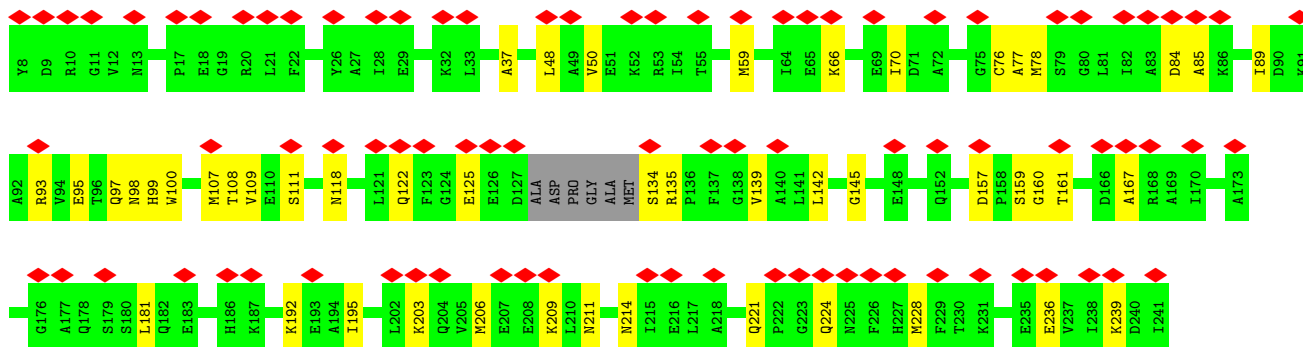 Y8 D9 R10 G11 V12 N13 P17 E18 G19 R20 L21 F22 Y26 A27 I28 E29 K32 L33 A37 L48 A49 V50 E51 K52 R53 I54 T55 M59 I64 E65 K66 E69 I70 D71 A72 G75 C76 A77 M78 S79 G80 L81 I82 A83 D84 A85 K86 I89 D90 K91
A92 R93 V94 E95 T96 Q97 N98 H99 W100 M107 T108 V109 E110 S111 N118 L121 Q122 F123 G124 E125 E126 D127 ALA ASP PRO GLY ALA MET S134 R135 P136 F137 G138 V139 A140 L141 L142 G145 E148 Q152 D157 P158 S159 G160 T161 D166 A167 R168 A169 I170 A173
G176 A177 Q178 S179 S180 L181 Q182 E183 H186 K187 K192 E193 A194 I195 L202 K203 Q204 V205 M206 E207 E208 K209 L210 N211 N214 I215 E216 L217 A218 Q221 P222 G223 Q224 N225 F226 H227 M228 F229 T230 K231 E235 E236 V237 I238 K239 D240 I241